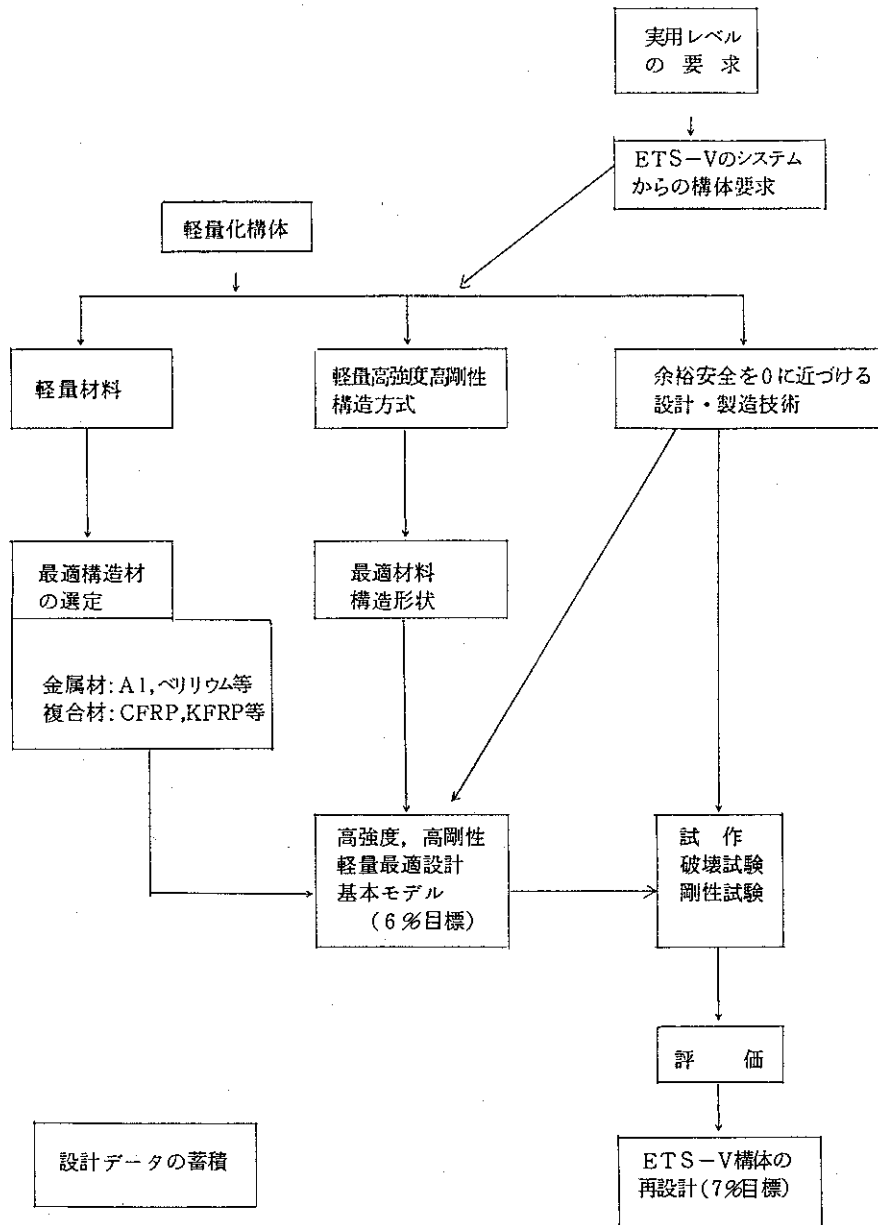 実用レベル
の要求
ETS-Vのシステム
からの構体要求
軽量化構体
軽量材料
軽量高強度高剛性
構造方式
余裕安全を0に近づける
設計・製造技術
最適構造材
の選定
最適材料
構造形状
金属材:Al,ベリリウム等
複合材:CFRP,KFRP等
高強度,高剛性
軽量最適設計
基本モデル
(6%目標)
試作
破壊試験
剛性試験
評価
設計データの蓄積
ETS-V構体の
再設計(7%目標)